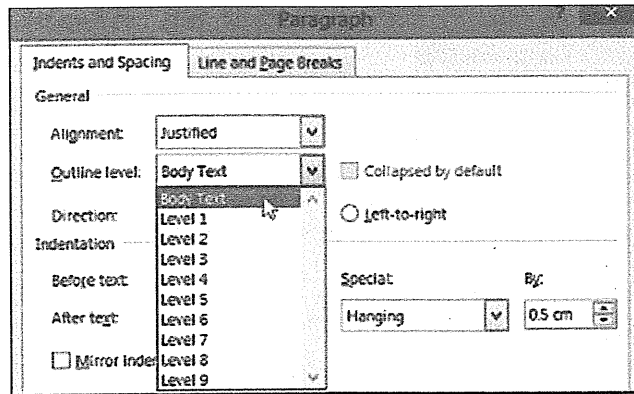 Paragraph ? ×
Indents and Spacing Line and Page Breaks
General
Alignment: Justified
Outline level: Body Text Collapsed by default
Body Text
Direction: Level 1 Left-to-right
Level 2
Indentation Level 3
Before text: Level 4 Special: By:
Level 5
After text: Level 6 Hanging 0.5 cm
Level 7
Mirror inde Level 8
Level 9